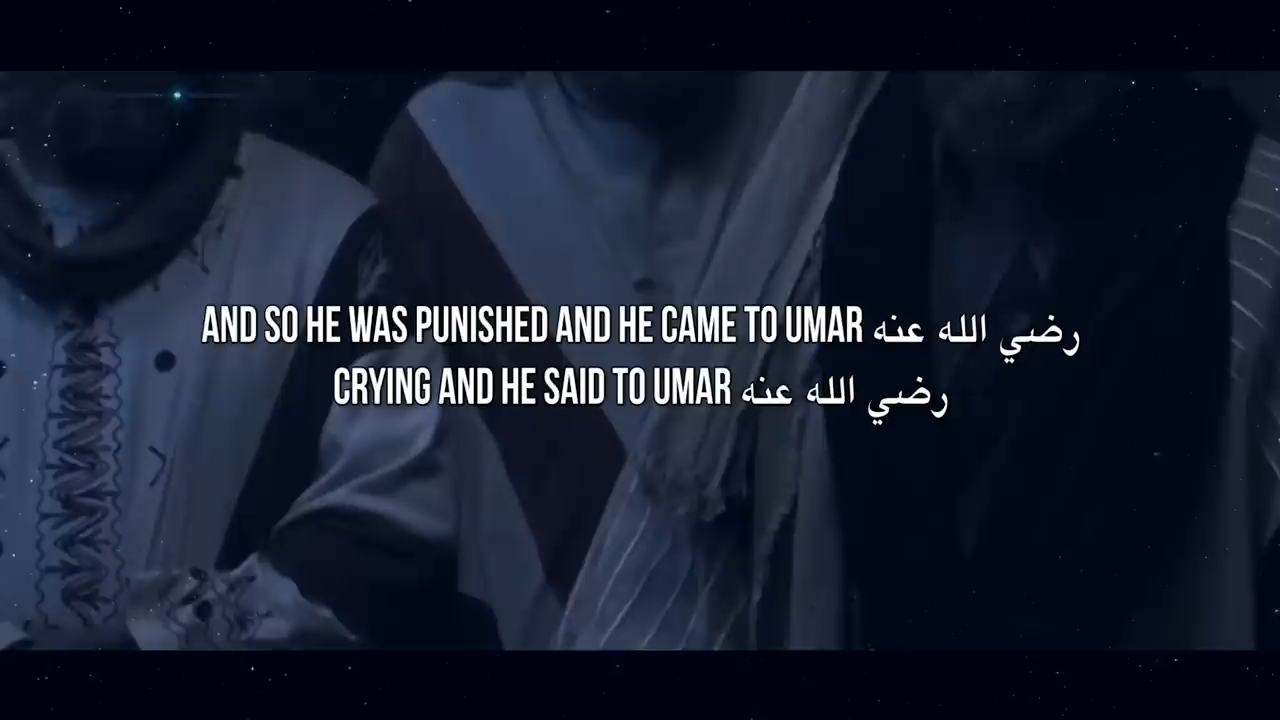 AND SO HE WAS PUNISHED AND HE CAME TO UMAR رضي الله عنه
CRYING AND HE SAID TO UMAR رضي الله عنه